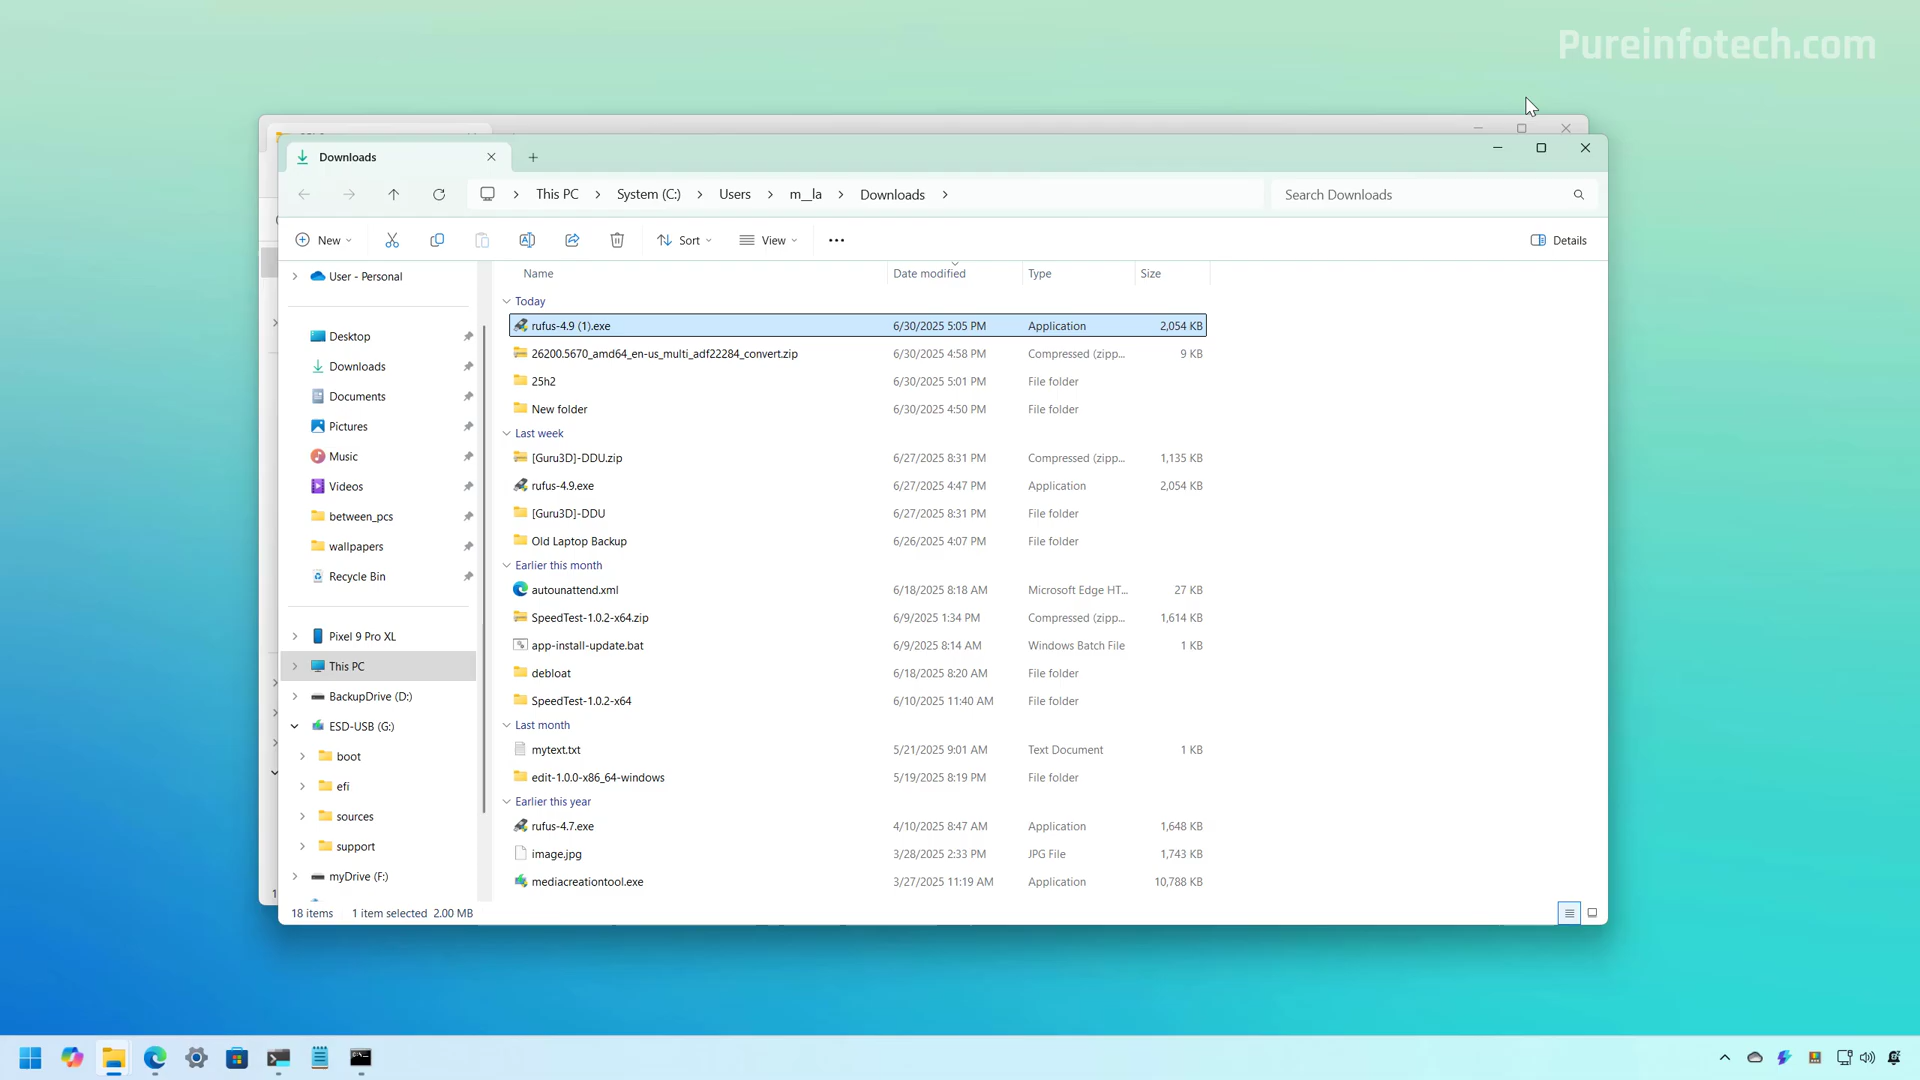 Pureinfotech.com
Downloads
This PC System (C:) Users m__la Downloads
Search Downloads
New Sort View Details
User - Personal
Desktop
Downloads
Documents
Pictures
Music
Videos
between_pcs
wallpapers
Recycle Bin
Pixel 9 Pro XL
This PC
BackupDrive (D:)
ESD-USB (G:)
boot
efi
sources
support
myDrive (F:)
Name Date modified Type Size
Today
rufus-4.9 (1).exe 6/30/2025 5:05 PM Application 2,054 KB
26200.5670_amd64_en-us_multi_adf22284_convert.zip 6/30/2025 4:58 PM Compressed (zipp... 9 KB
25h2 6/30/2025 5:01 PM File folder
New folder 6/30/2025 4:50 PM File folder
Last week
[Guru3D]-DDU.zip 6/27/2025 8:31 PM Compressed (zipp... 1,135 KB
rufus-4.9.exe 6/27/2025 4:47 PM Application 2,054 KB
[Guru3D]-DDU 6/27/2025 8:31 PM File folder
Old Laptop Backup 6/26/2025 4:07 PM File folder
Earlier this month
autounattend.xml 6/18/2025 8:18 AM Microsoft Edge HT... 27 KB
SpeedTest-1.0.2-x64.zip 6/9/2025 1:34 PM Compressed (zipp... 1,614 KB
app-install-update.bat 6/9/2025 8:14 AM Windows Batch File 1 KB
debloat 6/18/2025 8:20 AM File folder
SpeedTest-1.0.2-x64 6/10/2025 11:40 AM File folder
Last month
mytext.txt 5/21/2025 9:01 AM Text Document 1 KB
edit-1.0.0-x86_64-windows 5/19/2025 8:19 PM File folder
Earlier this year
rufus-4.7.exe 4/10/2025 8:47 AM Application 1,648 KB
image.jpg 3/28/2025 2:33 PM JPG File 1,743 KB
mediacreationtool.exe 3/27/2025 11:19 AM Application 10,788 KB
18 items 1 item selected 2.00 MB